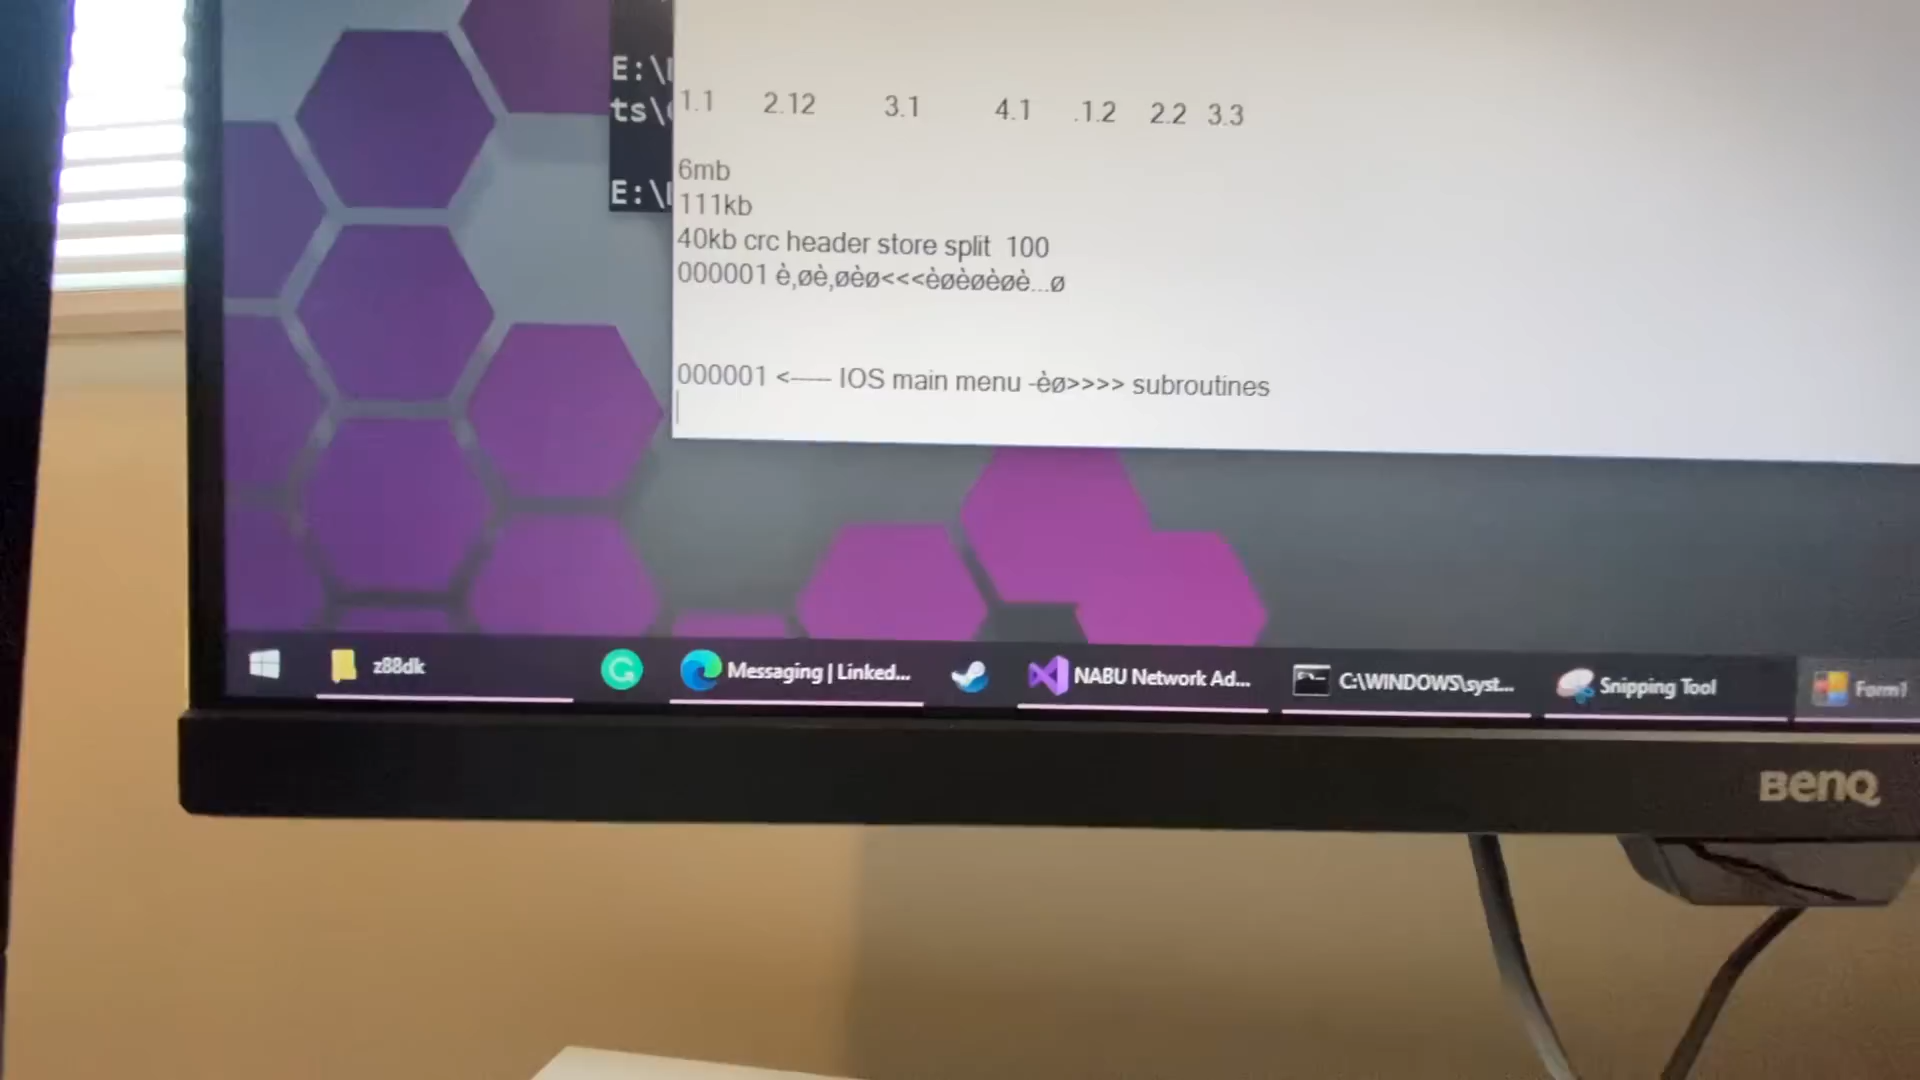 E:\
ts\
E:\
1.1 2.12 3.1 4.1 .1.2 2.2 3.3
6mb
111kb
40kb crc header store split 100
000001 è,øè,øèø<<<èøèøèøè...ø
000001 <----- IOS main menu -èø>>>> subroutines
z88dk
Messaging | Linked...
NABU Network Ad...
C:\WINDOWS\syst...
Snipping Tool
Form1
BenQ